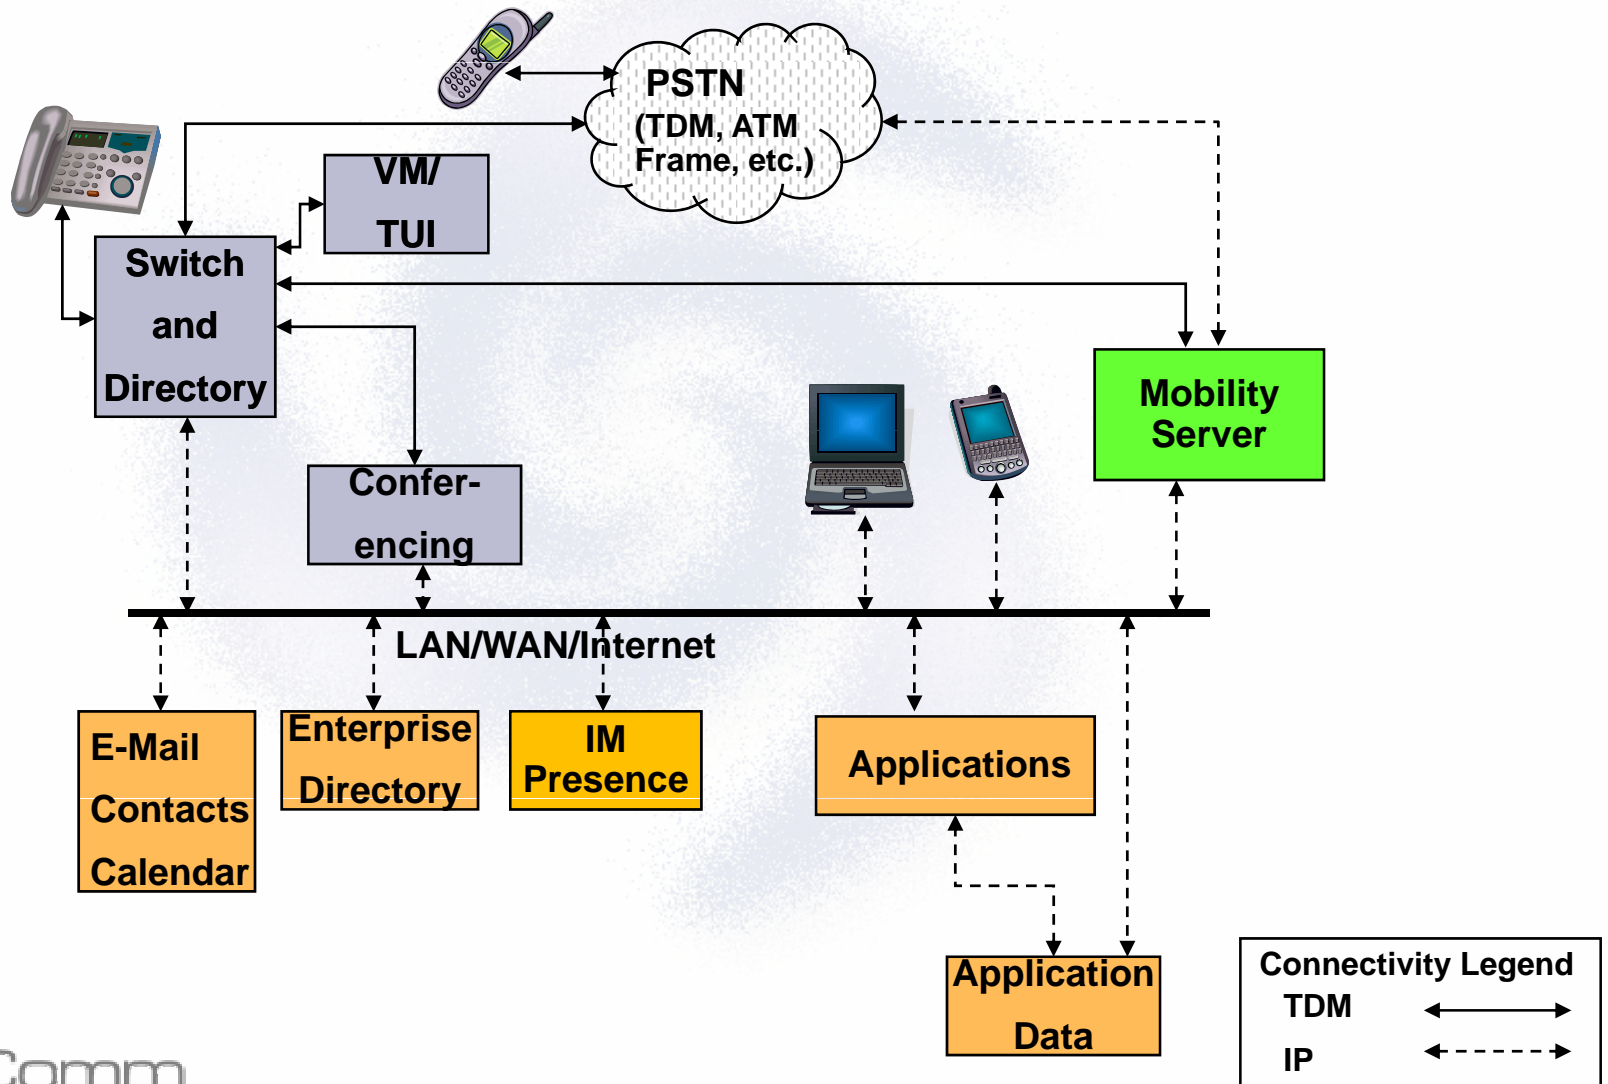 PSTN
(TDM, ATM
Frame, etc.)
VM/
TUI
Switch
and
Directory
Mobility
Server
Confer-
encing
LAN/WAN/Internet
E-Mail
Contacts
Calendar
Enterprise
Directory
IM
Presence
Applications
Application
Data
Connectivity Legend
TDM
IP
Comm